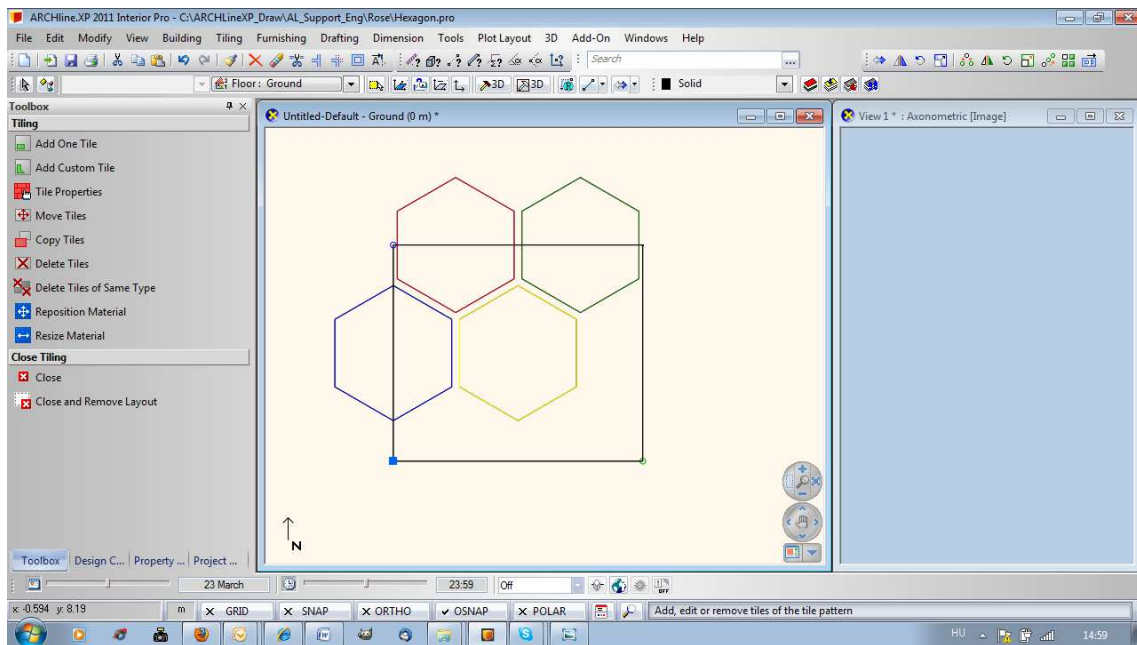 ARCHline.XP 2011 Interior Pro - C:\ARCHLineXP_Draw\AL_Support_Eng\Rose\Hexagon.pro
File Edit Modify View Building Tiling Furnishing Drafting Dimension Tools Plot Layout 3D Add-On Windows Help
Search ...
Floor : Ground 3D 3D Solid
Toolbox
Tiling
Add One Tile
Add Custom Tile
Tile Properties
Move Tiles
Copy Tiles
Delete Tiles
Delete Tiles of Same Type
Reposition Material
Resize Material
Close Tiling
Close
Close and Remove Layout
Untitled-Default - Ground (0 m) *
N
View 1 * : Axonometric [Image]
Toolbox Design C... Property ... Project ...
23 March 23:59 Off OFF
x: -0.594 y: 8.19 m GRID SNAP ORTHO OSNAP POLAR Add, edit or remove tiles of the tile pattern
HU 14:59